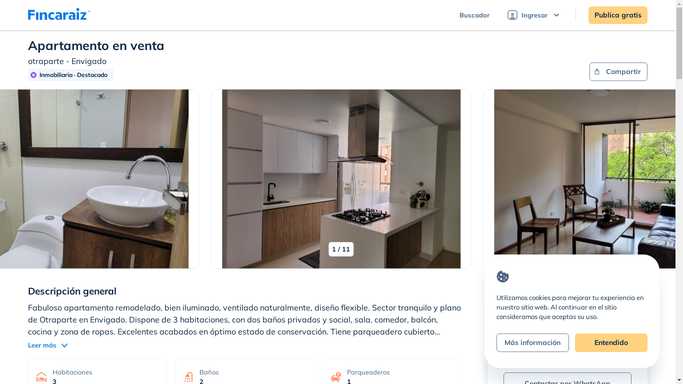 Fincaraiz
Buscador
Ingresar
Publica gratis
Apartamento en venta
otraparte - Envigado
Inmobiliaria - Destacado
Compartir
1 / 11
Descripción general
Fabuloso apartamento remodelado, bien iluminado, ventilado naturalmente, diseño flexible. Sector tranquilo y plano
de Otraparte en Envigado. Dispone de 3 habitaciones, con dos baños privados y social, sala, comedor, balcón,
cocina y zona de ropas. Excelentes acabados en óptimo estado de conservación. Tiene parqueadero cubierto...
Leer más
Habitaciones
3
Baños
2
Parqueaderos
1
Utilizamos cookies para mejorar tu experiencia en
nuestro sitio web. Al continuar en el sitio
consideramos que aceptas su uso.
Más información
Entendido
Contactar por WhatsApp